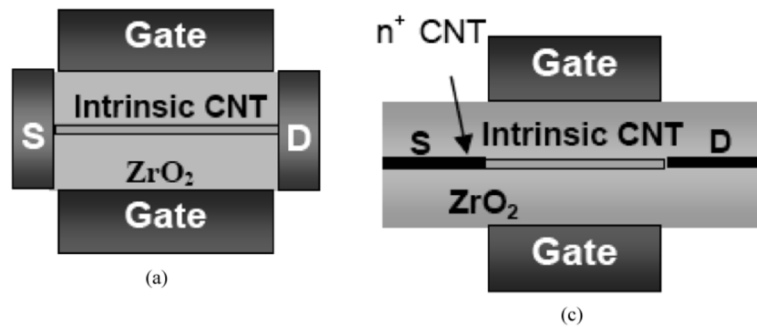 Gate
Intrinsic CNT
S
D
ZrO₂
Gate
(a)
n⁺ CNT
Gate
Intrinsic CNT
S
D
ZrO₂
Gate
(c)